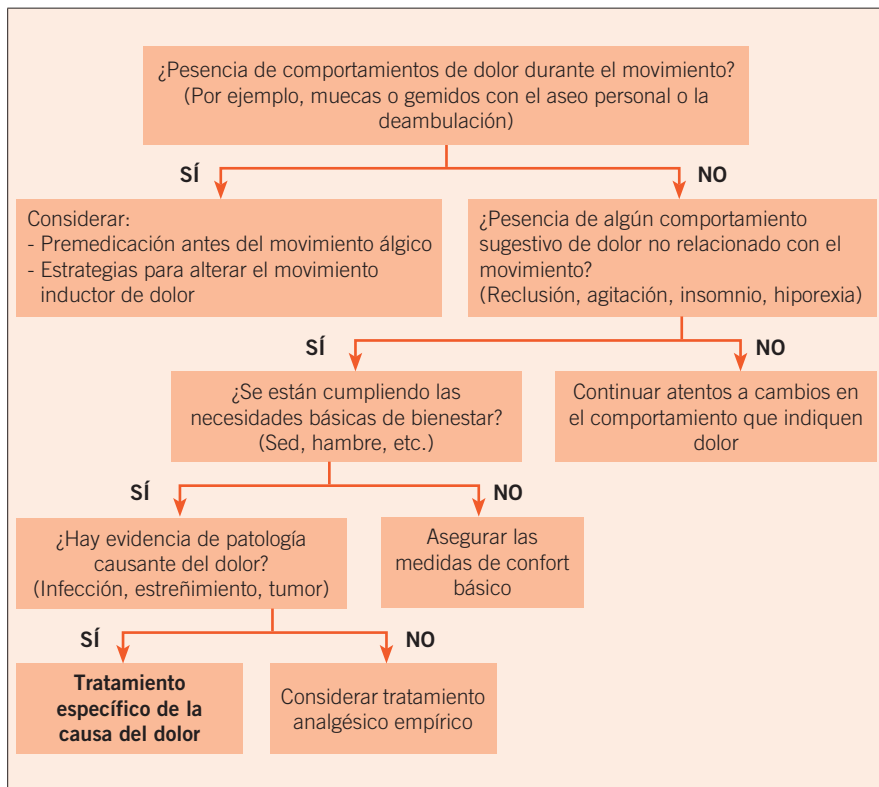 ¿Pesencia de comportamientos de dolor durante el movimiento?
(Por ejemplo, muecas o gemidos con el aseo personal o la
deambulación)
SÍ
NO
Considerar:
- Premedicación antes del movimiento álgico
- Estrategias para alterar el movimiento
inductor de dolor
¿Pesencia de algún comportamiento
sugestivo de dolor no relacionado con el
movimiento?
(Reclusión, agitación, insomnio, hiporexia)
SÍ
NO
¿Se están cumpliendo las
necesidades básicas de bienestar?
(Sed, hambre, etc.)
Continuar atentos a cambios en
el comportamiento que indiquen
dolor
SÍ
NO
¿Hay evidencia de patología
causante del dolor?
(Infección, estreñimiento, tumor)
Asegurar las
medidas de confort
básico
SÍ
NO
Tratamiento
específico de la
causa del dolor
Considerar tratamiento
analgésico empírico